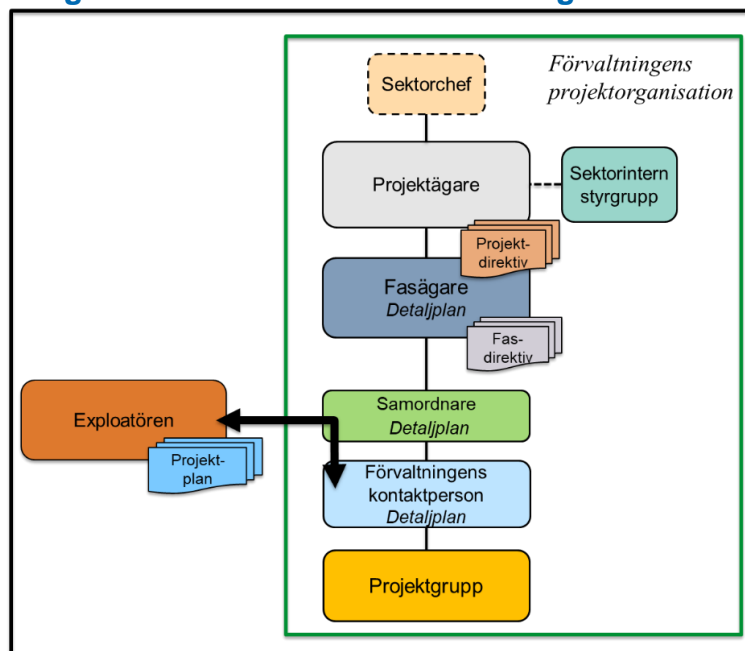 Förvaltningens
projektorganisation
Sektorchef
Projektägare
Sektorintern
styrgrupp
Projekt-
direktiv
Fasägare
Detaljplan
Fas-
direktiv
Exploatören
Projekt-
plan
Samordnare
Detaljplan
Förvaltningens
kontaktperson
Detaljplan
Projektgrupp